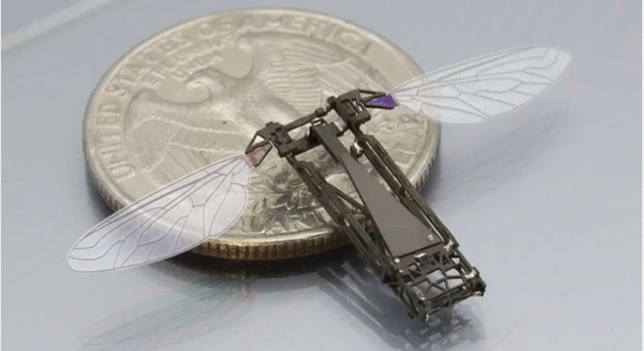 UNITED STATES OF AMERICA